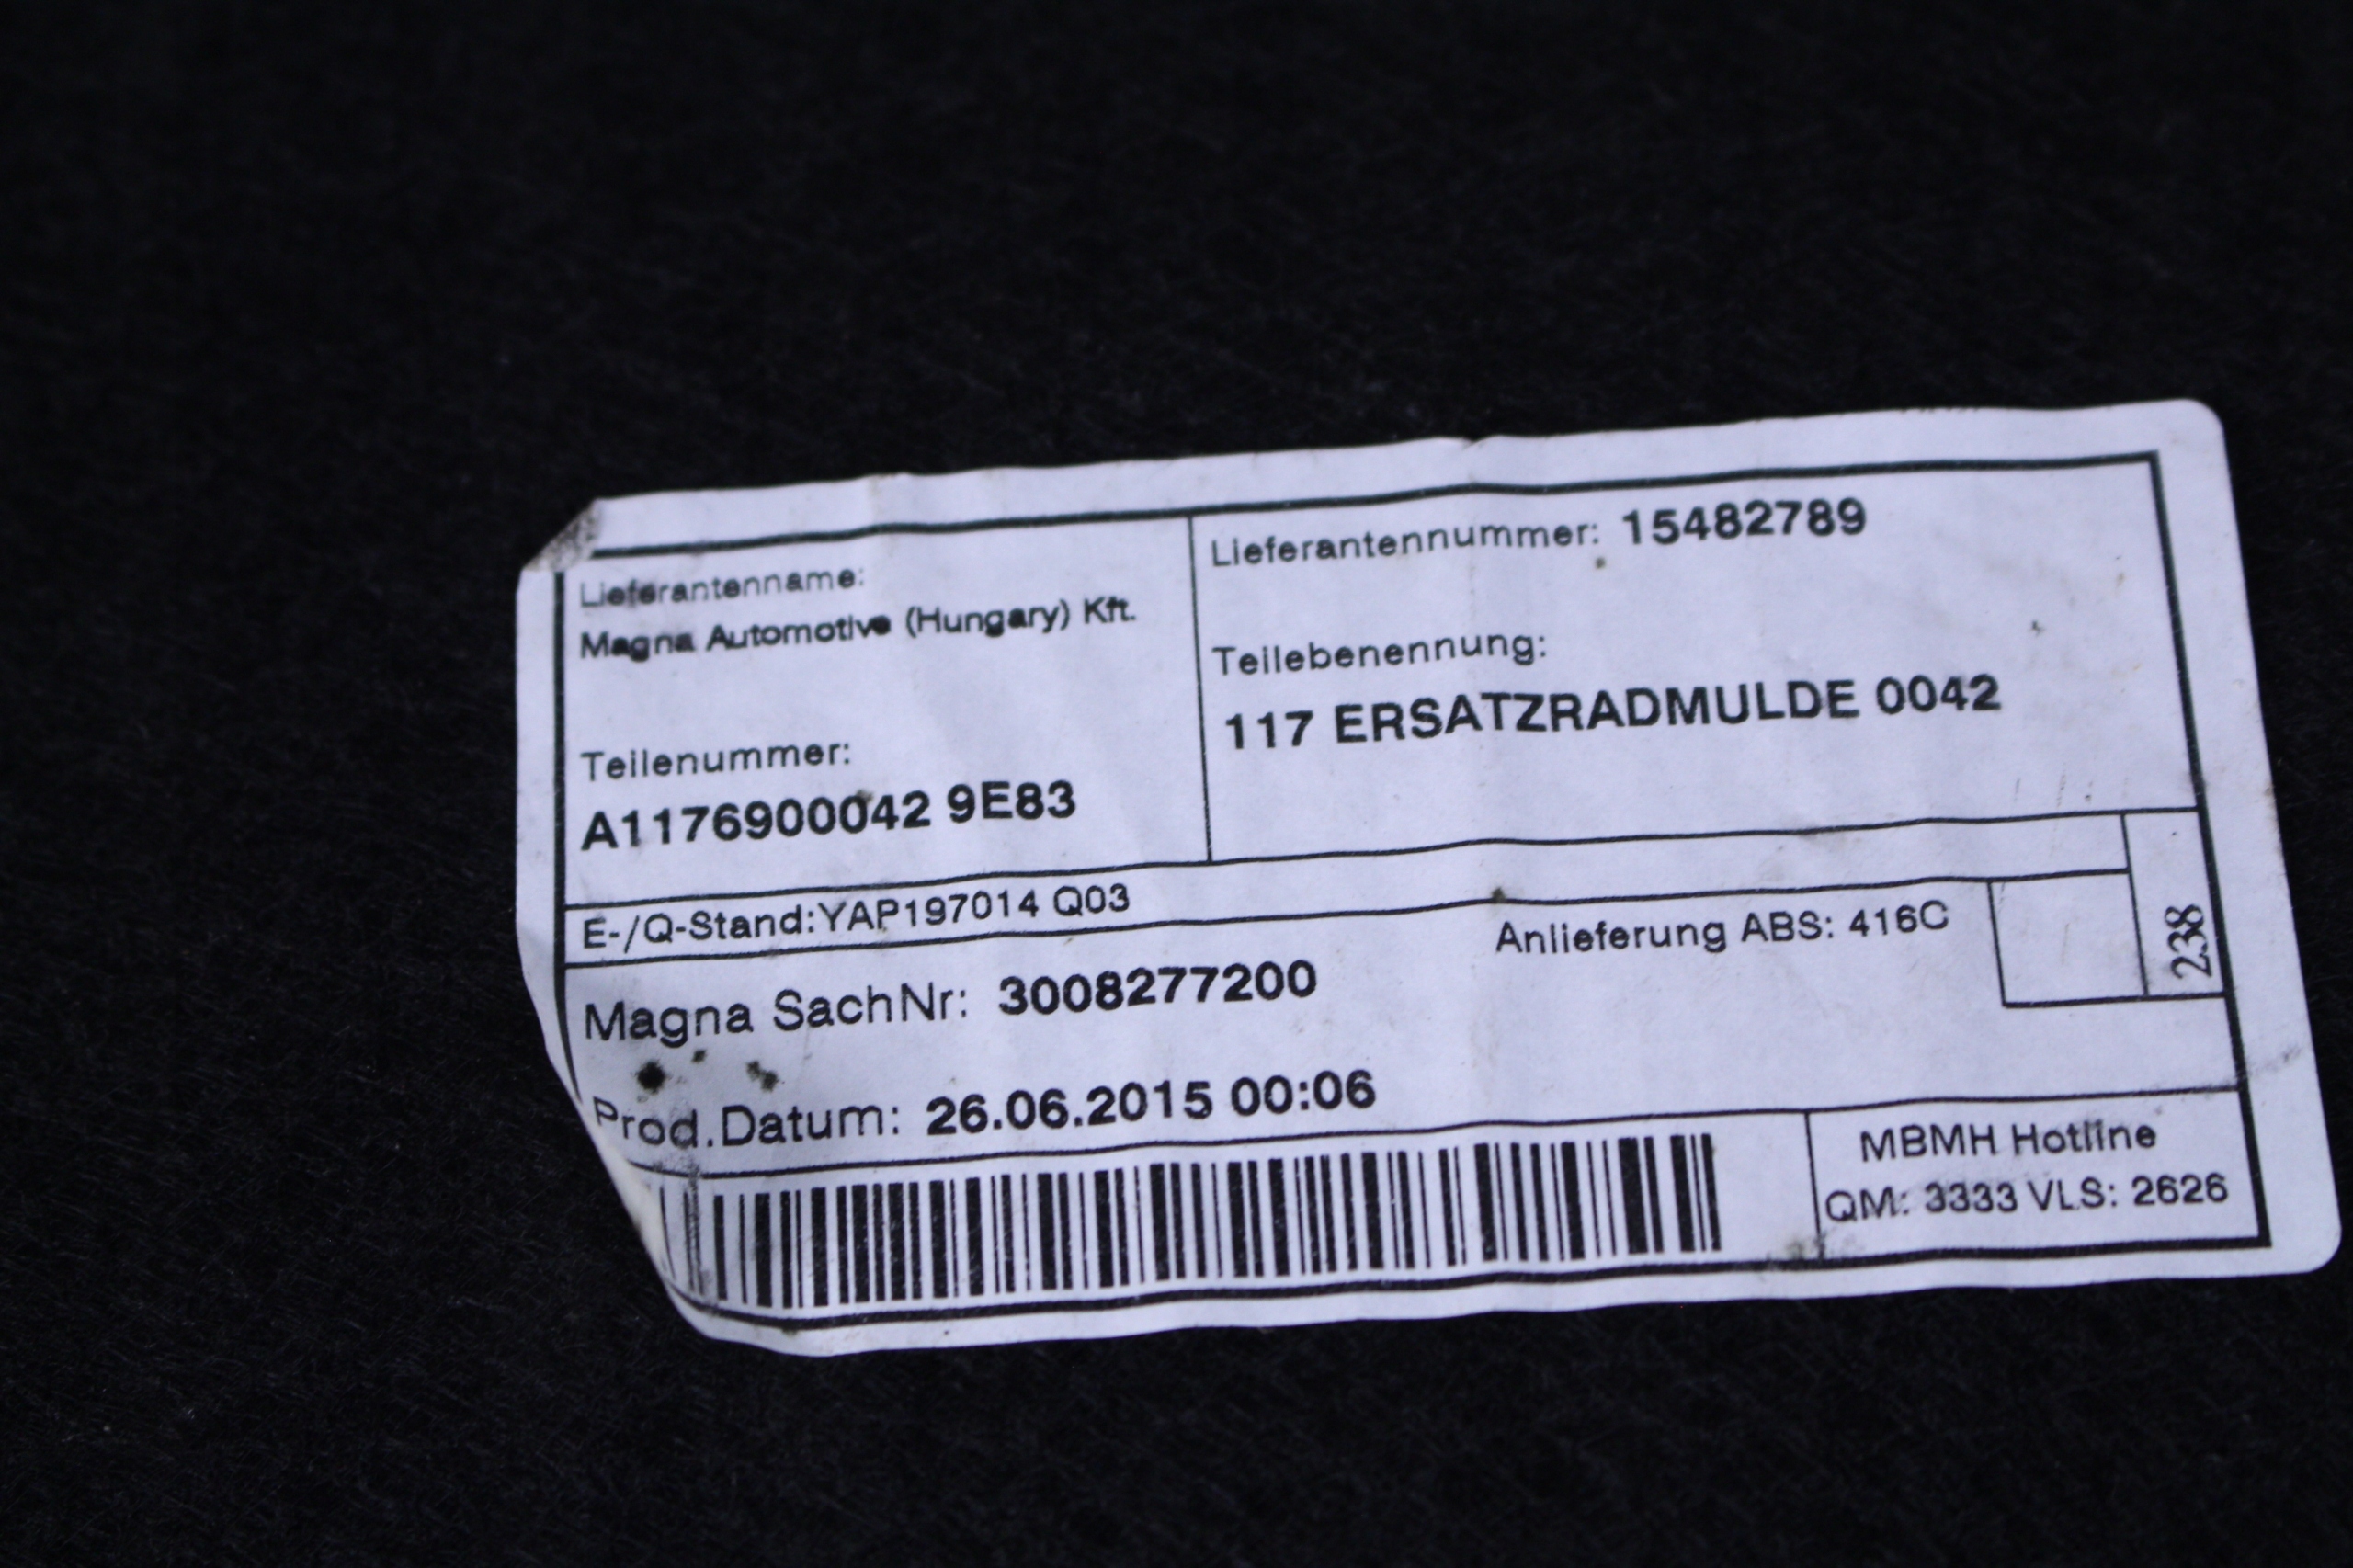 Lieferantenname:
Magna Automotive (Hungary) Kft.
Teilenummer:
A1176900042 9E83
Lieferantennummer: 15482789
Teilebenennung:
117 ERSATZRADMULDE 0042
E-/Q-Stand:YAP197014 Q03
Magna SachNr: 3008277200
Anlieferung ABS: 416C
238
Prod.Datum: 26.06.2015 00:06
MBMH Hotline
QM: 3333 VLS: 2626